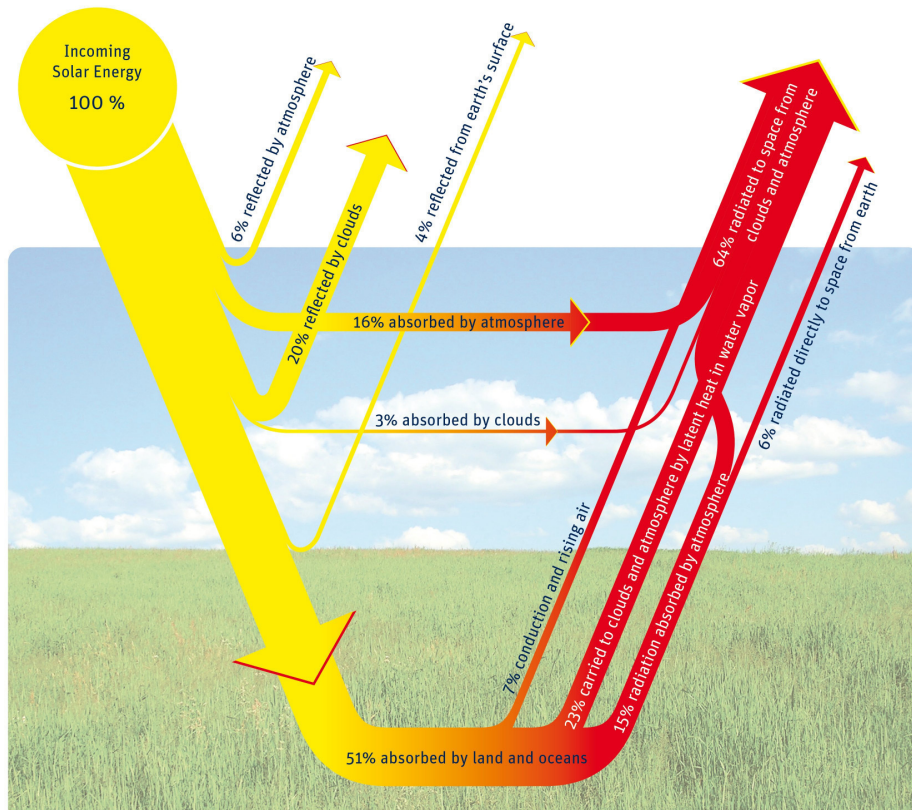 Incoming
Solar Energy
100 %
6% reflected by atmosphere
20% reflected by clouds
4% reflected from earth's surface
16% absorbed by atmosphere
3% absorbed by clouds
51% absorbed by land and oceans
7% conduction and rising air
23% carried to clouds and atmosphere by latent heat in water vapor
15% radiation absorbed by atmosphere
64% radiated to space from
clouds and atmosphere
6% radiated directly to space from earth